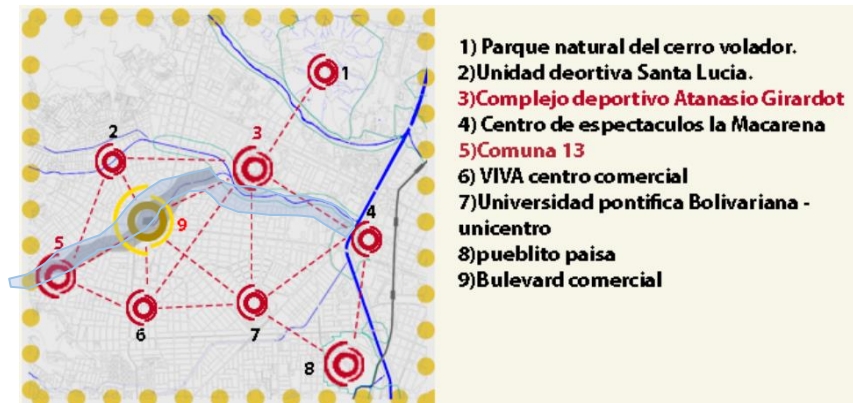 1
2
3
4
5
6
7
8
9
1) Parque natural del cerro volador.
2)Unidad deortiva Santa Lucia.
3)Complejo deportivo Atanasio Girardot
4) Centro de espectaculos la Macarena
5)Comuna 13
6) VIVA centro comercial
7)Universidad pontifica Bolivariana -
unicentro
8)pueblito paisa
9)Bulevard comercial